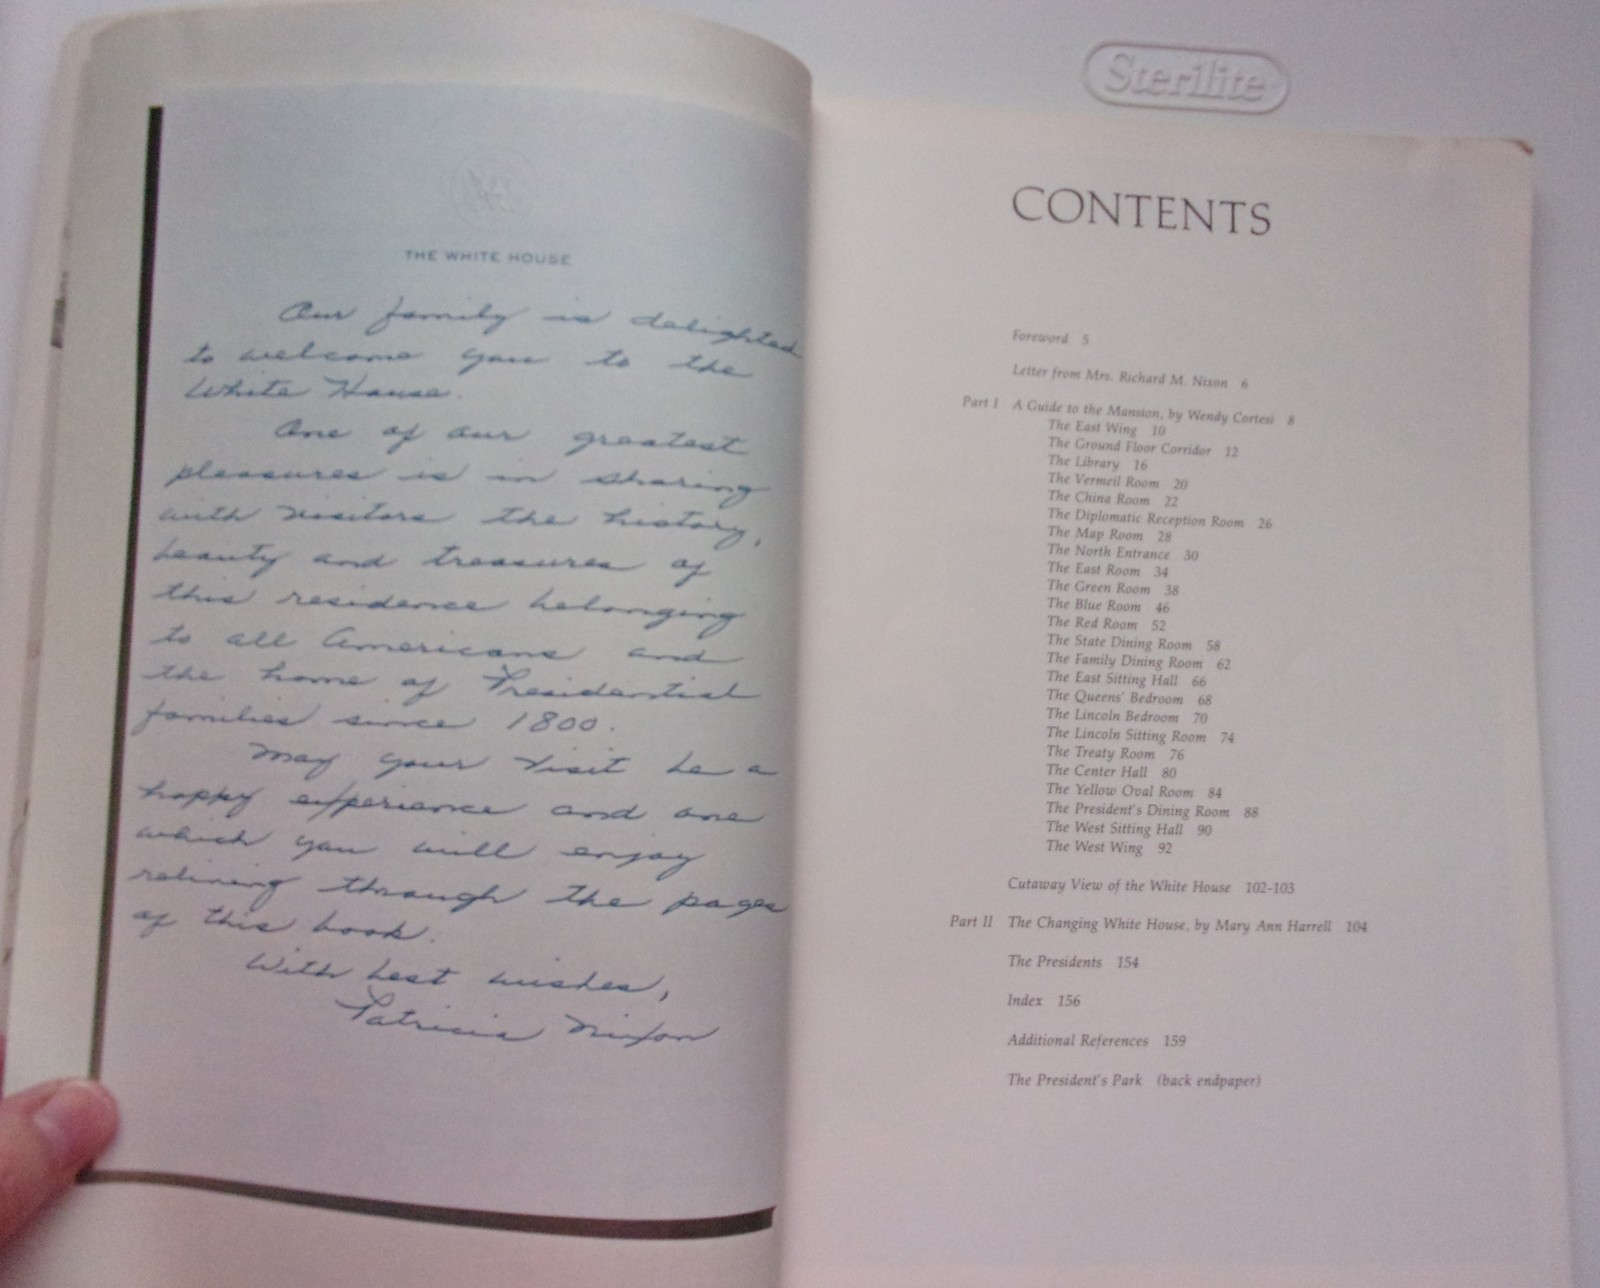 THE WHITE HOUSE
Our family is delighted
to welcome you to the
White House.
One of our greatest
pleasures is in sharing
with visitors the history,
beauty and treasures of
this residence belonging
to all Americans and
the home of Presidential
families since 1800.
May your visit be a
happy experience and one
which you will enjoy
reliving through the pages
of this book.
With best wishes,
Patricia Nixon
Sterilite
CONTENTS
Foreword 5
Letter from Mrs. Richard M. Nixon 6
Part I A Guide to the Mansion, by Wendy Cortesi 8
The East Wing 10
The Ground Floor Corridor 12
The Library 16
The Vermeil Room 20
The China Room 22
The Diplomatic Reception Room 26
The Map Room 28
The North Entrance 30
The East Room 34
The Green Room 38
The Blue Room 46
The Red Room 52
The State Dining Room 58
The Family Dining Room 62
The East Sitting Hall 66
The Queens' Bedroom 68
The Lincoln Bedroom 70
The Lincoln Sitting Room 74
The Treaty Room 76
The Center Hall 80
The Yellow Oval Room 84
The President's Dining Room 88
The West Sitting Hall 90
The West Wing 92
Cutaway View of the White House 102-103
Part II The Changing White House, by Mary Ann Harrell 104
The Presidents 154
Index 156
Additional References 159
The President's Park (back endpaper)